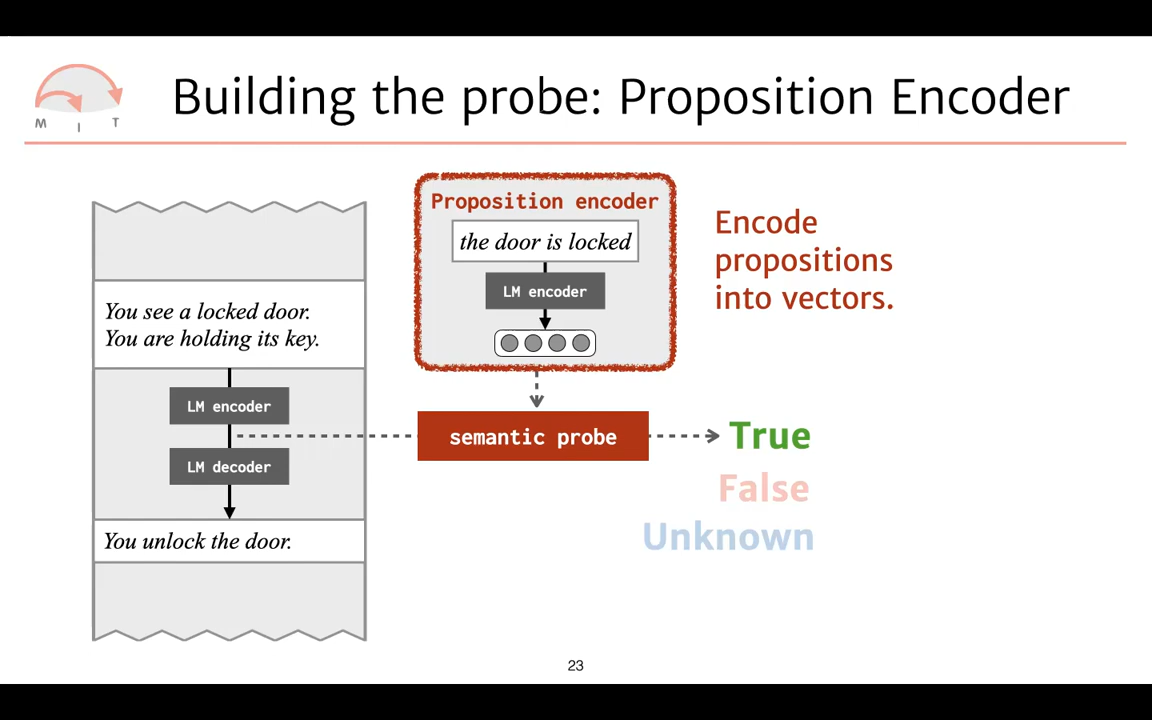 M I T
Building the probe: Proposition Encoder
You see a locked door.
You are holding its key.
LM encoder
LM decoder
You unlock the door.
Proposition encoder
the door is locked
LM encoder
Encode
propositions
into vectors.
semantic probe
True
False
Unknown
23